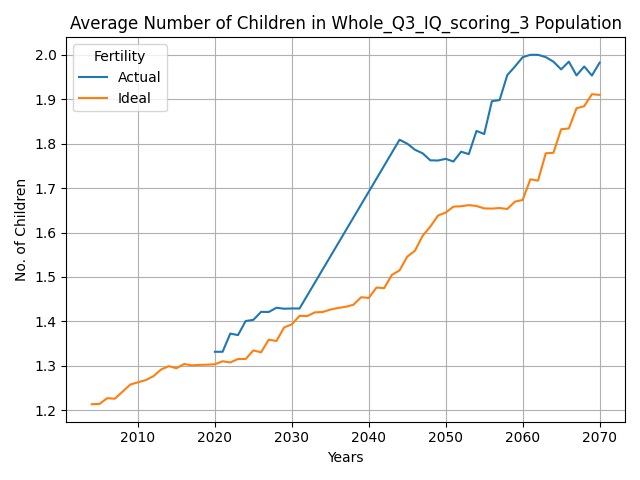 Average Number of Children in Whole_Q3_IQ_scoring_3 Population
Fertility
Actual
Ideal
No. of Children
2.0
1.9
1.8
1.7
1.6
1.5
1.4
1.3
1.2
2010 2020 2030 2040 2050 2060 2070
Years